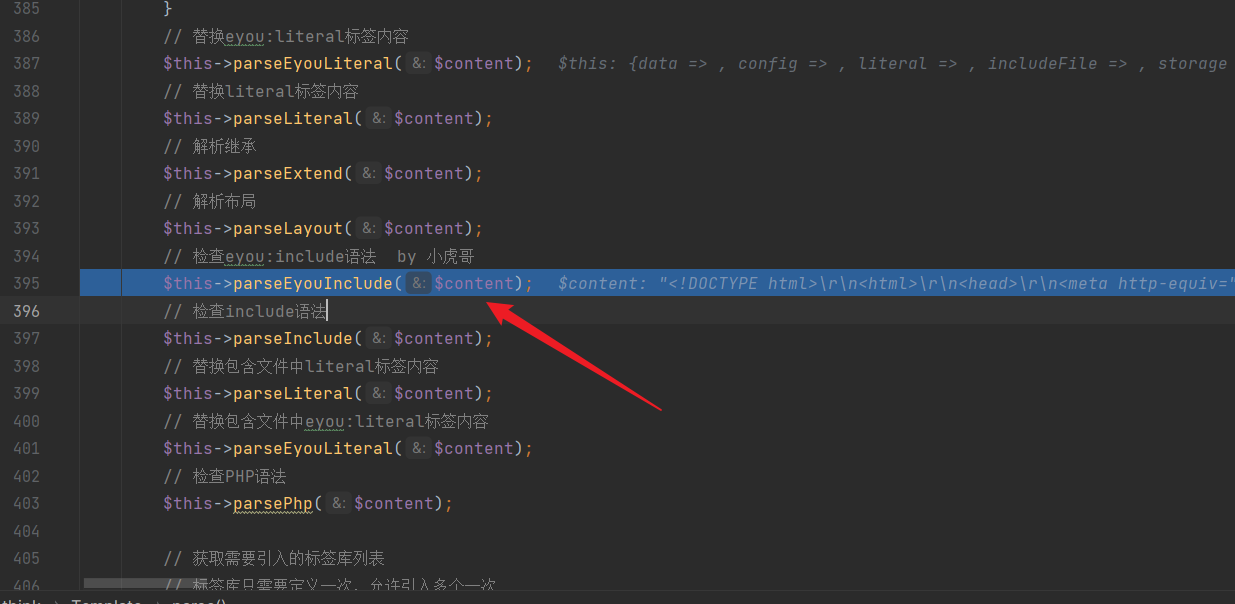 385 }
386 // 替换eyou:literal标签内容
387 $this->parseEyouLiteral( &: $content); $this: {data => , config => , literal => , includeFile => , storage
388 // 替换literal标签内容
389 $this->parseLiteral( &: $content);
390 // 解析继承
391 $this->parseExtend( &: $content);
392 // 解析布局
393 $this->parseLayout( &: $content);
394 // 检查eyou:include语法  by 小虎哥
395 $this->parseEyouInclude( &: $content); $content: "<!DOCTYPE html>\r\n<html>\r\n<head>\r\n<meta http-equiv="
396 // 检查include语法
397 $this->parseInclude( &: $content);
398 // 替换包含文件中literal标签内容
399 $this->parseLiteral( &: $content);
400 // 替换包含文件中eyou:literal标签内容
401 $this->parseEyouLiteral( &: $content);
402 // 检查PHP语法
403 $this->parsePhp( &: $content);
404
405 // 获取需要引入的标签库列表
406 // 标签库只需要定义一次，允许引入多个一次
think > Template > parse()